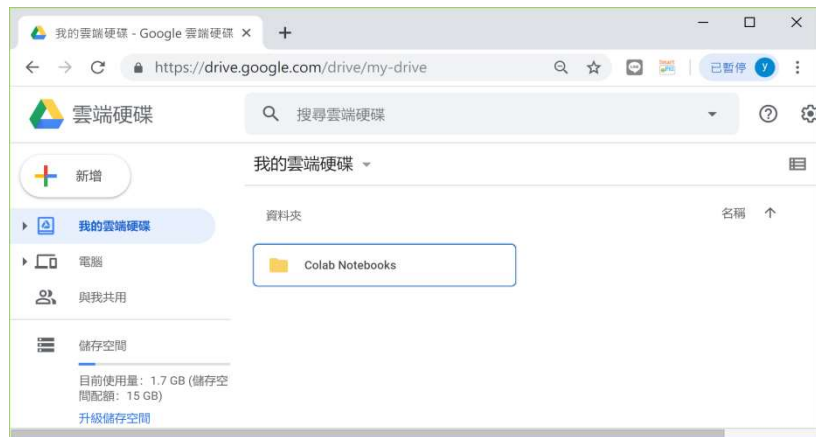 我的雲端硬碟 - Google 雲端硬碟
https://drive.google.com/drive/my-drive
已暫停 y
雲端硬碟
搜尋雲端硬碟
新增
我的雲端硬碟
資料夾
名稱
Colab Notebooks
我的雲端硬碟
電腦
與我共用
儲存空間
目前使用量：1.7 GB (儲存空
間配額：15 GB)
升級儲存空間